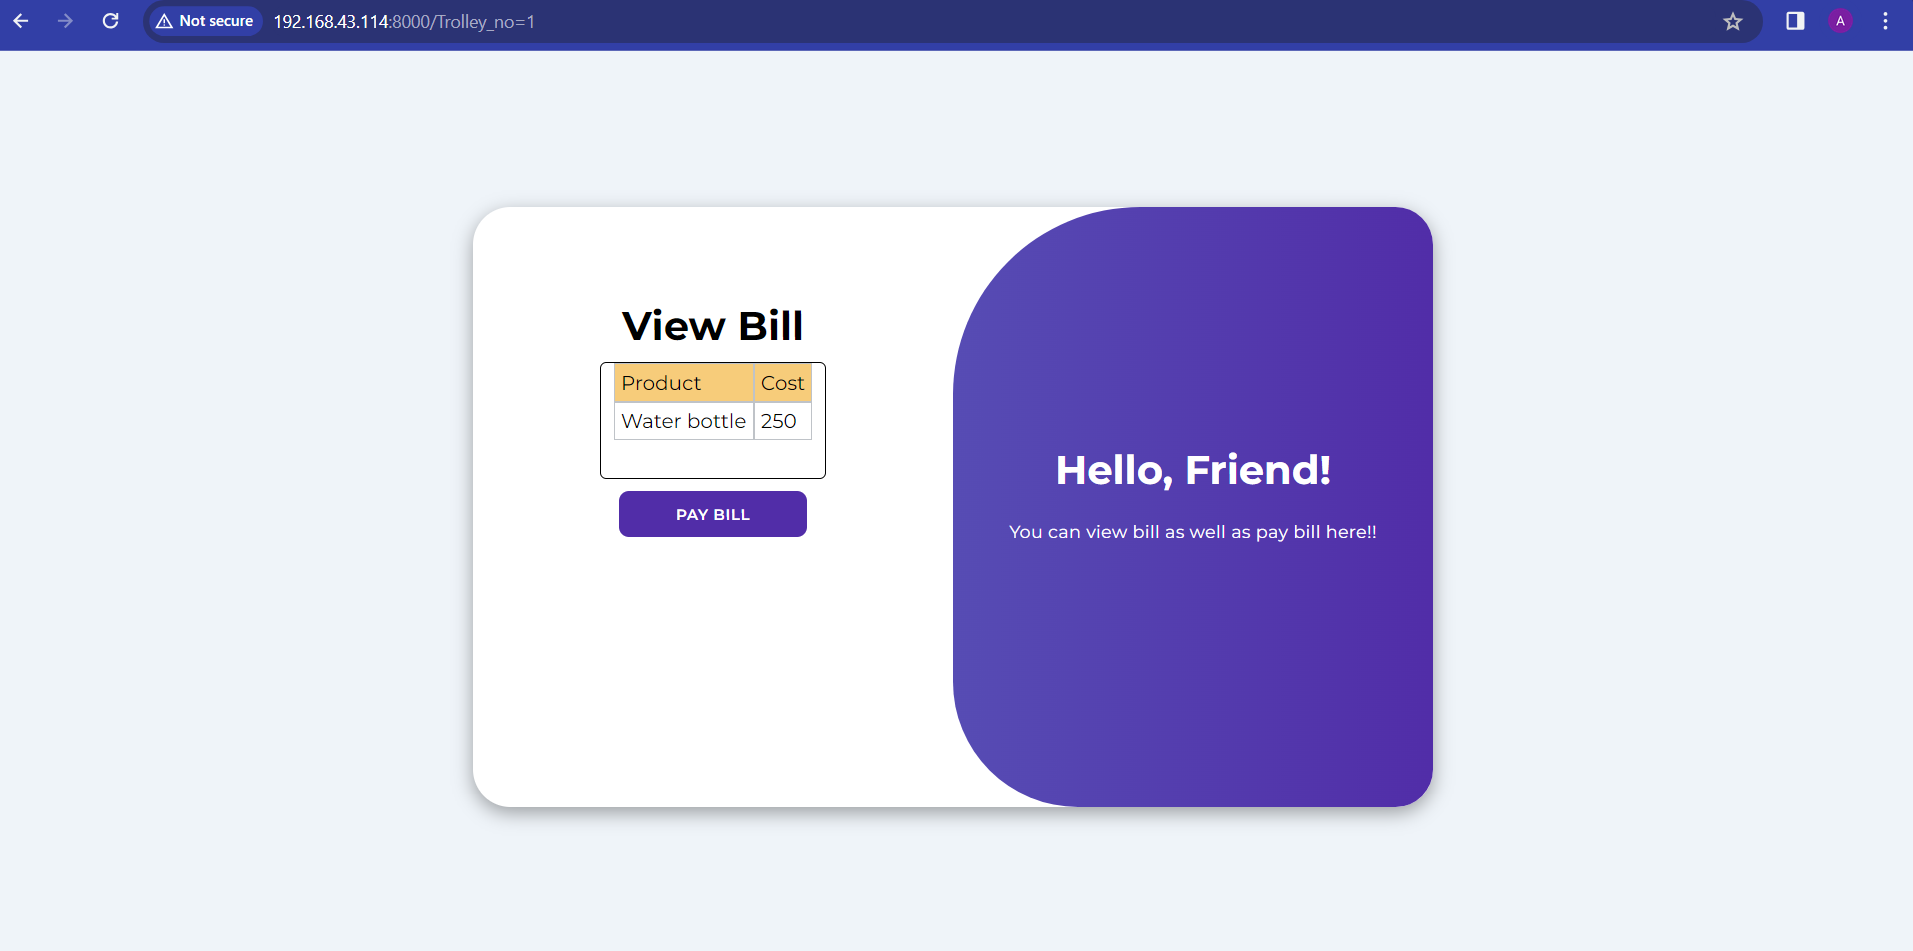 Not secure 192.168.43.114:8000/Trolley_no=1
A
View Bill
Product Cost
Water bottle 250
PAY BILL
Hello, Friend!
You can view bill as well as pay bill here!!